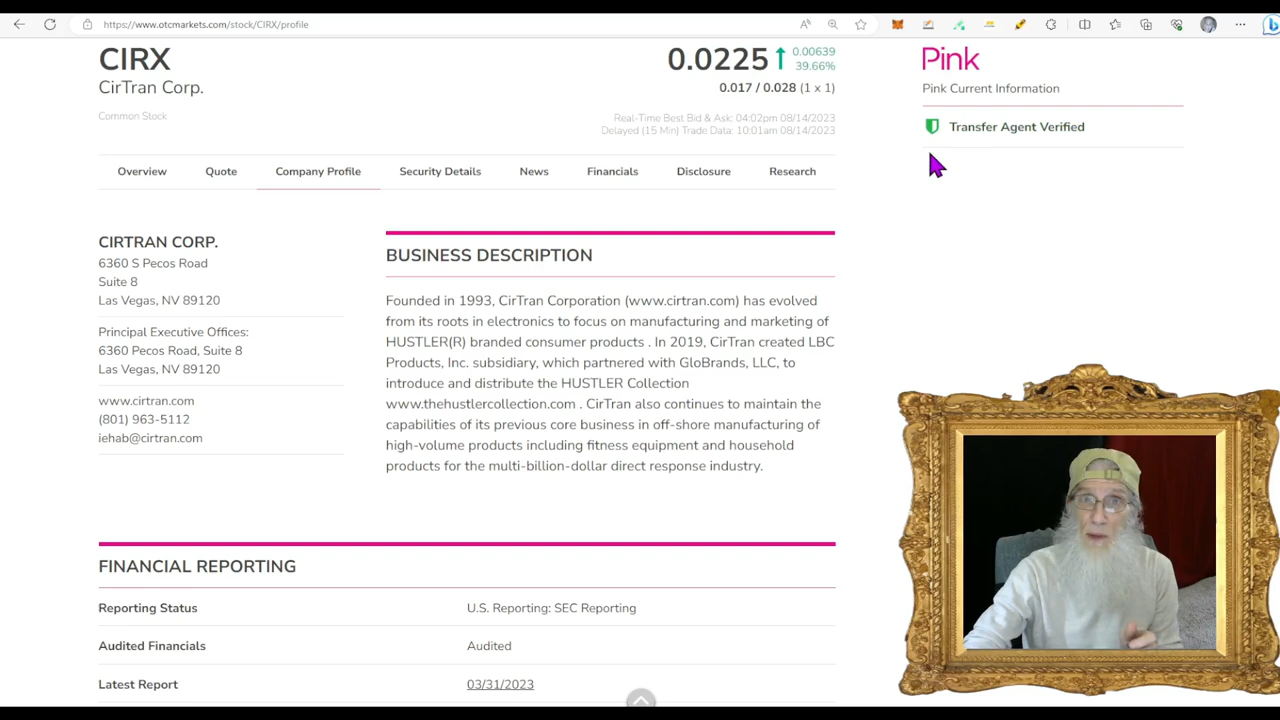 https://www.otcmarkets.com/stock/CIRX/profile
CIRX
CirTran Corp.
Common Stock
0.0225 0.00639
39.66%
0.017 / 0.028 (1 x 1)
Real-Time Best Bid & Ask: 04:02pm 08/14/2023
Delayed (15 Min) Trade Data: 10:01am 08/14/2023
Pink
Pink Current Information
Transfer Agent Verified
Overview Quote Company Profile Security Details News Financials Disclosure Research
CIRTRAN CORP.
6360 S Pecos Road
Suite 8
Las Vegas, NV 89120
Principal Executive Offices:
6360 Pecos Road, Suite 8
Las Vegas, NV 89120
www.cirtran.com
(801) 963-5112
iehab@cirtran.com
BUSINESS DESCRIPTION
Founded in 1993, CirTran Corporation (www.cirtran.com) has evolved
from its roots in electronics to focus on manufacturing and marketing of
HUSTLER(R) branded consumer products . In 2019, CirTran created LBC
Products, Inc. subsidiary, which partnered with GloBrands, LLC, to
introduce and distribute the HUSTLER Collection
www.thehustlercollection.com . CirTran also continues to maintain the
capabilities of its previous core business in off-shore manufacturing of
high-volume products including fitness equipment and household
products for the multi-billion-dollar direct response industry.
FINANCIAL REPORTING
Reporting Status U.S. Reporting: SEC Reporting
Audited Financials Audited
Latest Report 03/31/2023